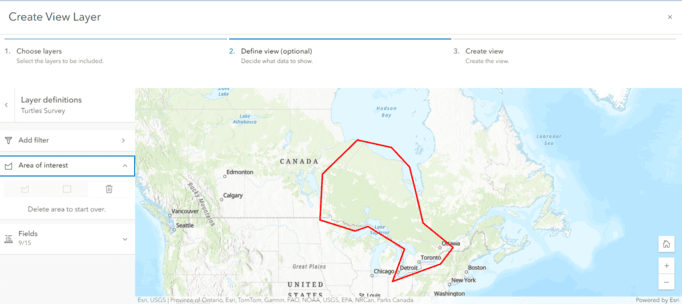 Create View Layer
×
1. Choose layers
Select the layers to be included.
2. Define view (optional)
Decide what data to show.
3. Create view
Create the view.
Layer definitions
Turtles Survey
Add filter
Area of interest
Delete area to start over.
Fields
9/15
Hudson
Bay
Lake
Athabasca
Labrador
Sea
CANADA
Edmonton
Calgary
Rocky Mountains
Vancouver
Seattle
Lake
Superior
Ottawa
Toronto
Great Plains
Chicago
Detroit
Boston
New York
UNITED
STATES
St. Louis
Washington
+
−
Esri, USGS | Province of Ontario, Esri, TomTom, Garmin, FAO, NOAA, USGS, EPA, NRCan, Parks Canada
Powered by Esri